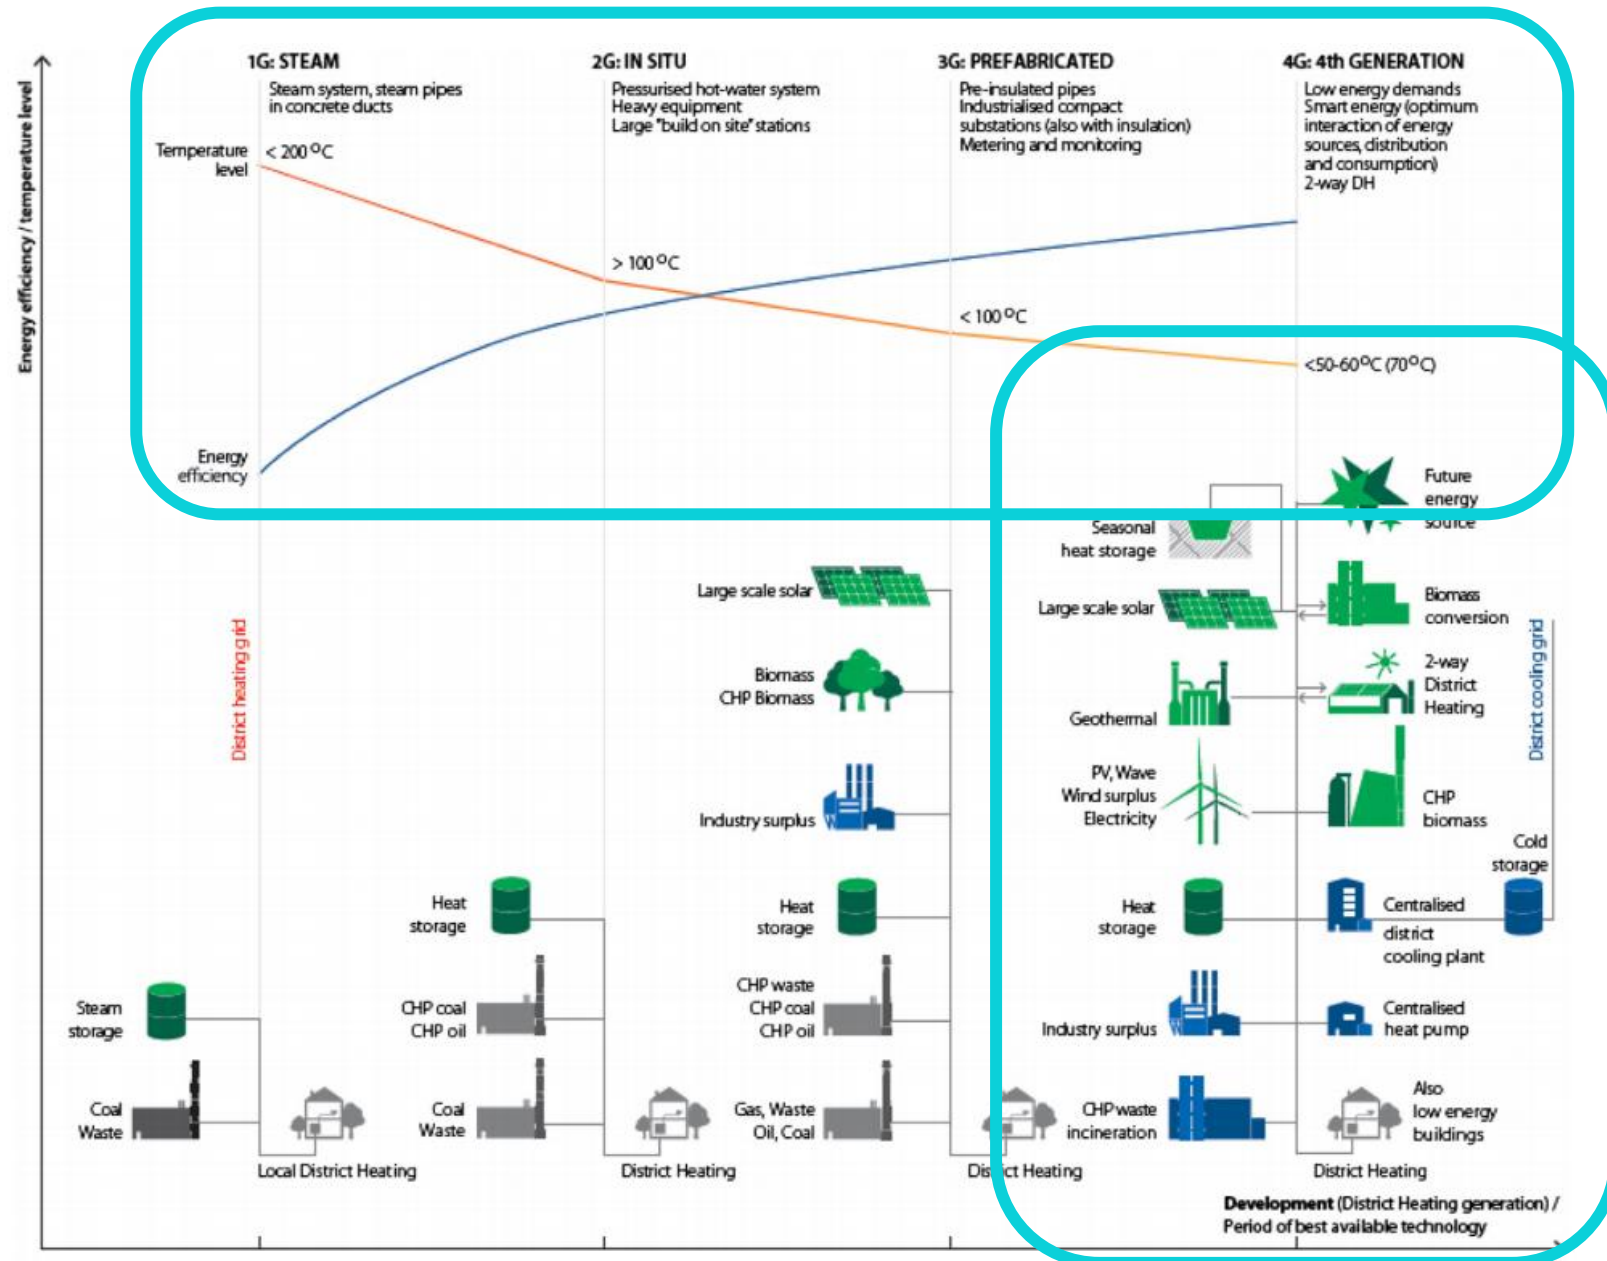 Energy efficiency / temperature level
1G: STEAM
Steam system, steam pipes
in concrete ducts
2G: IN SITU
Pressurised hot-water system
Heavy equipment
Large "build on site" stations
3G: PREFABRICATED
Pre-insulated pipes
Industrialised compact
substations (also with insulation)
Metering and monitoring
4G: 4th GENERATION
Low energy demands
Smart energy (optimum
interaction of energy
sources, distribution
and consumption)
2-way DH
Temperature
level
< 200 °C
> 100 °C
< 100 °C
<50-60°C (70°C)
Energy
efficiency
District heating grid
Steam
storage
Coal
Waste
Local District Heating
Heat
storage
CHP coal
CHP oil
Coal
Waste
District Heating
Large scale solar
Biomass
CHP Biomass
Industry surplus
Heat
storage
CHP waste
CHP coal
CHP oil
Gas, Waste
Oil, Coal
District Heating
Seasonal
heat storage
Large scale solar
Geothermal
PV, Wave
Wind surplus
Electricity
Heat
storage
Industry surplus
CHP waste
incineration
Future
energy
source
Biomass
conversion
2-way
District
Heating
CHP
biomass
Cold
storage
Centralised
district
cooling plant
Centralised
heat pump
Also
low energy
buildings
District Heating
District cooling grid
Development (District Heating generation) /
Period of best available technology